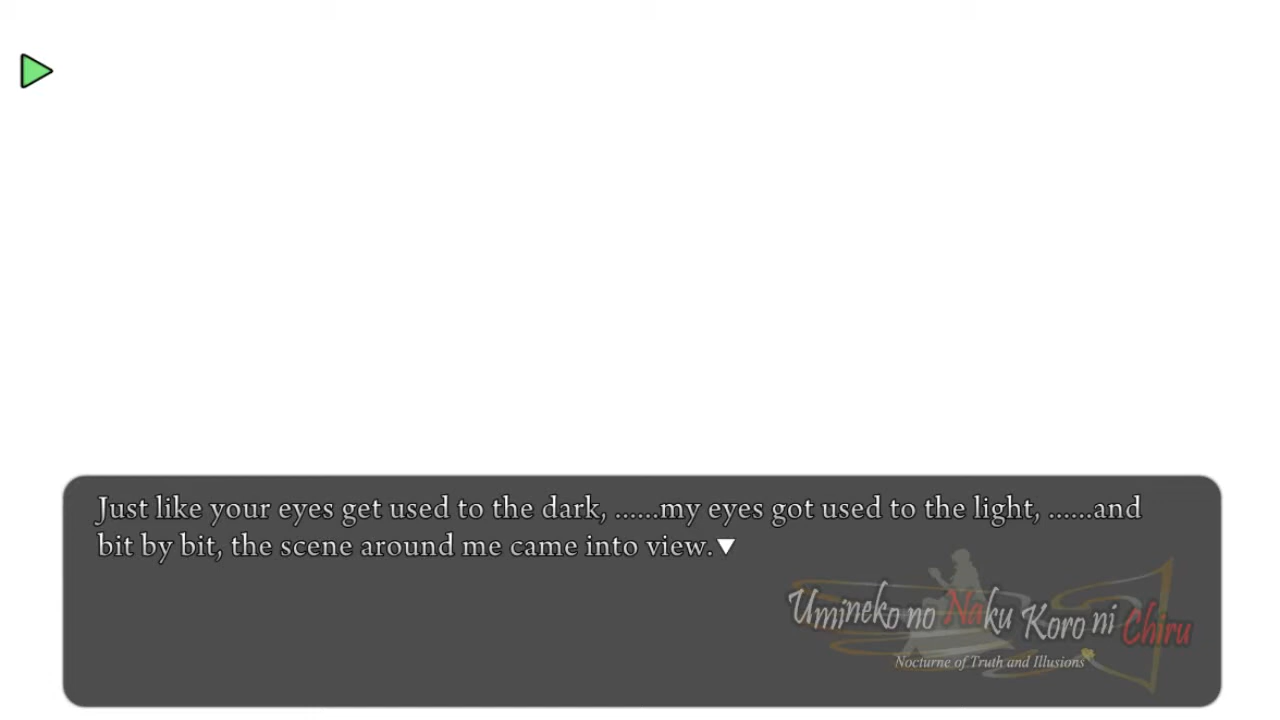 Just like your eyes get used to the dark, ......my eyes got used to the light, ......and
bit by bit, the scene around me came into view.
Umineko no Naku Koro ni Chiru
Nocturne of Truth and Illusions